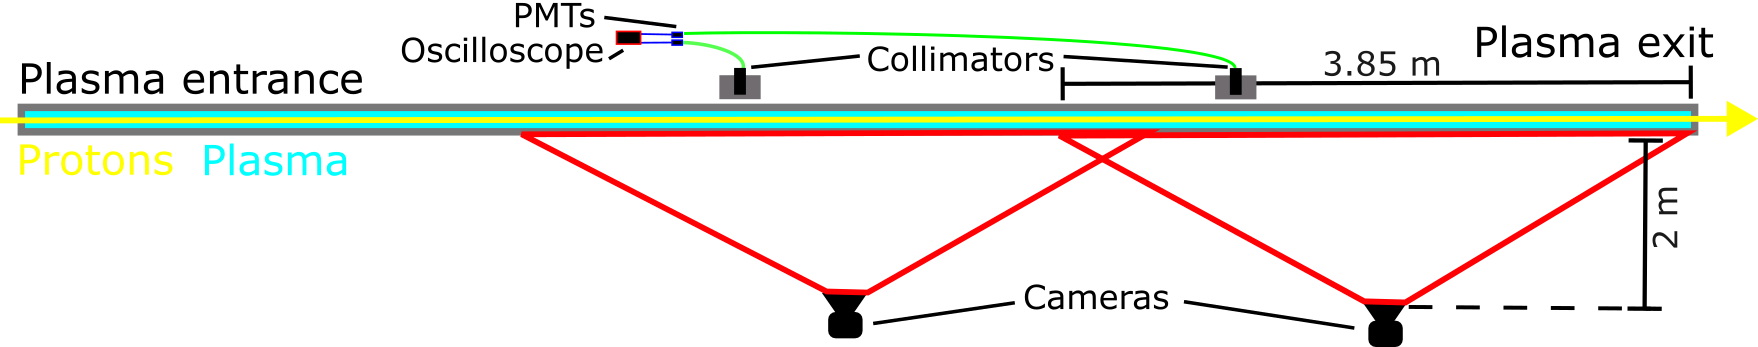 PMTs
Oscilloscope
Collimators
Plasma exit
3.85 m
Plasma entrance
Protons Plasma
2 m
Cameras